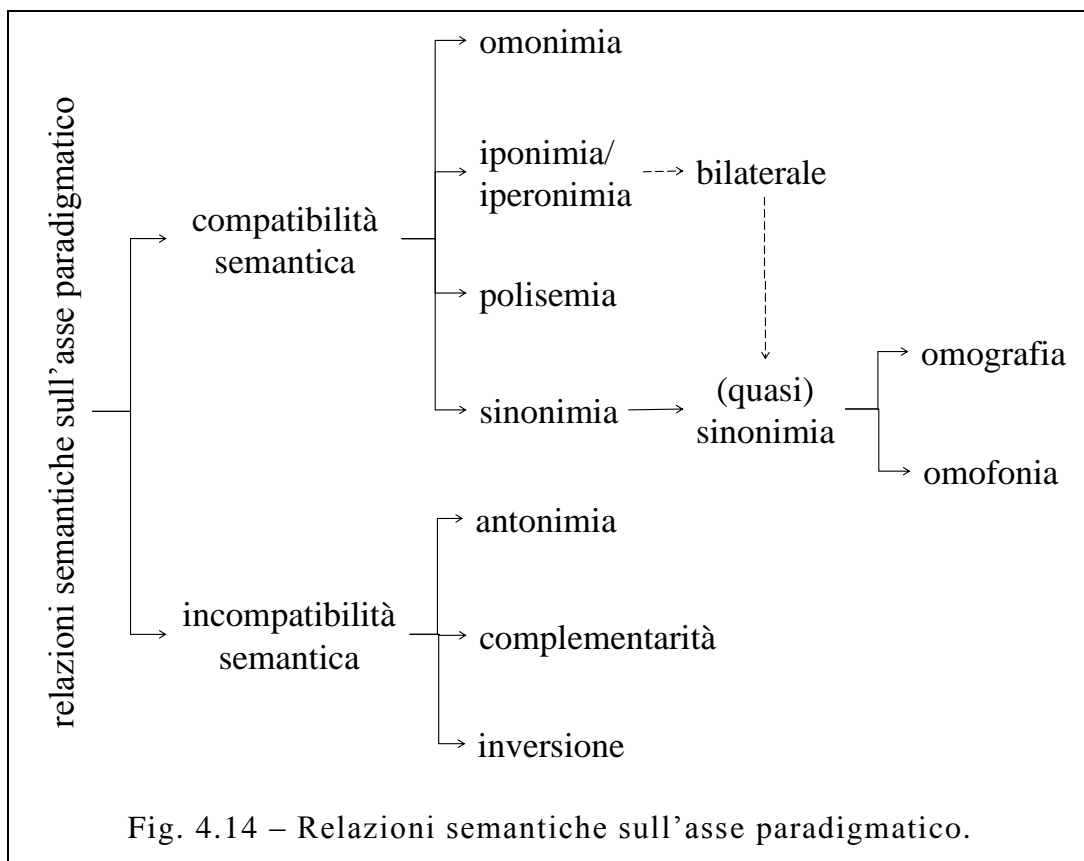 relazioni semantiche sull’asse paradigmatico
compatibilità
semantica
omonimia
iponimia/
iperonimia
bilaterale
polisemia
sinonimia
(quasi)
sinonimia
omografia
omofonia
incompatibilità
semantica
antonimia
complementarità
inversione
Fig. 4.14 – Relazioni semantiche sull’asse paradigmatico.